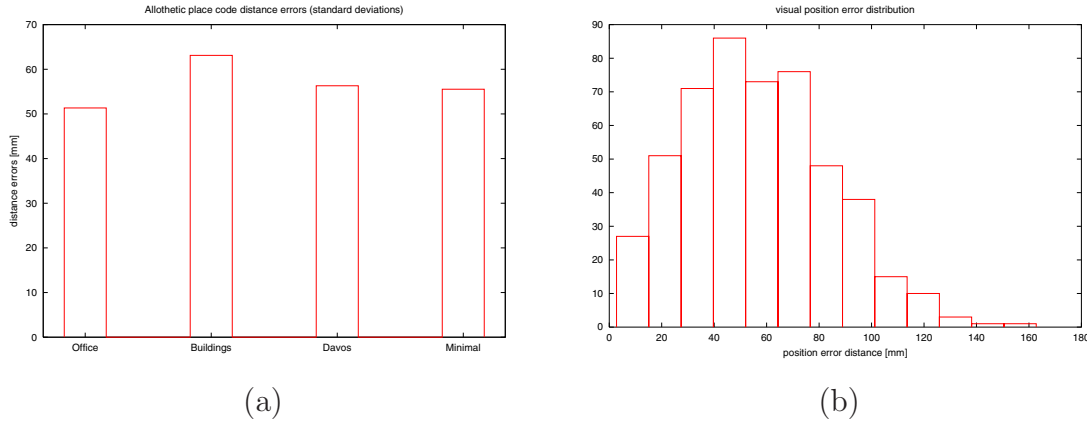 Allothetic place code distance errors (standard deviations)
70
60
50
40
30
20
10
0
distance errors [mm]
Office Buildings Davos Minimal
(a)
visual position error distribution
90
80
70
60
50
40
30
20
10
0
0 20 40 60 80 100 120 140 160 180
position error distance [mm]
(b)